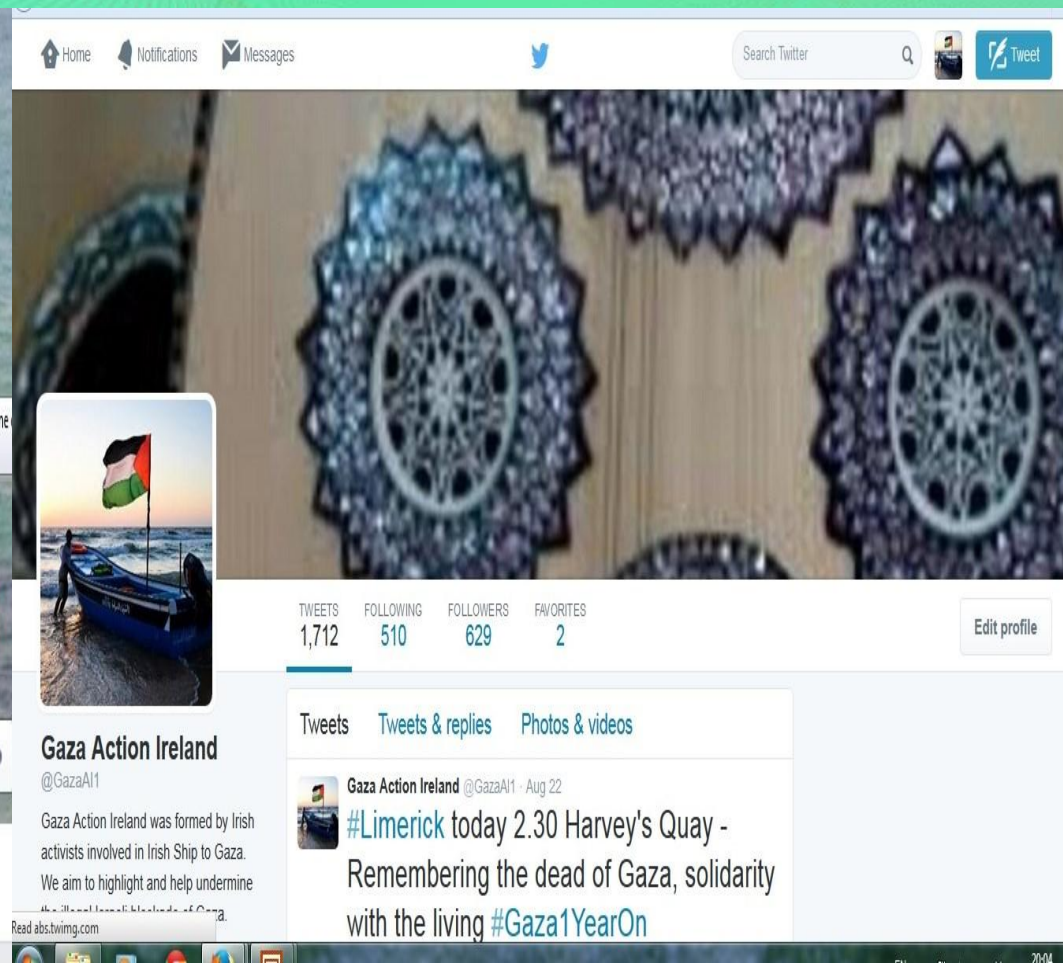 Home Notifications Messages Search Twitter Tweet
TWEETS FOLLOWING FOLLOWERS FAVORITES
1,712 510 629 2
Edit profile
Gaza Action Ireland
@GazaAI1
Gaza Action Ireland was formed by Irish
activists involved in Irish Ship to Gaza.
We aim to highlight and help undermine
Tweets Tweets & replies Photos & videos
Gaza Action Ireland @GazaAI1 · Aug 22
#Limerick today 2.30 Harvey's Quay -
Remembering the dead of Gaza, solidarity
with the living #Gaza1YearOn
Read abs.twimg.com
20:04